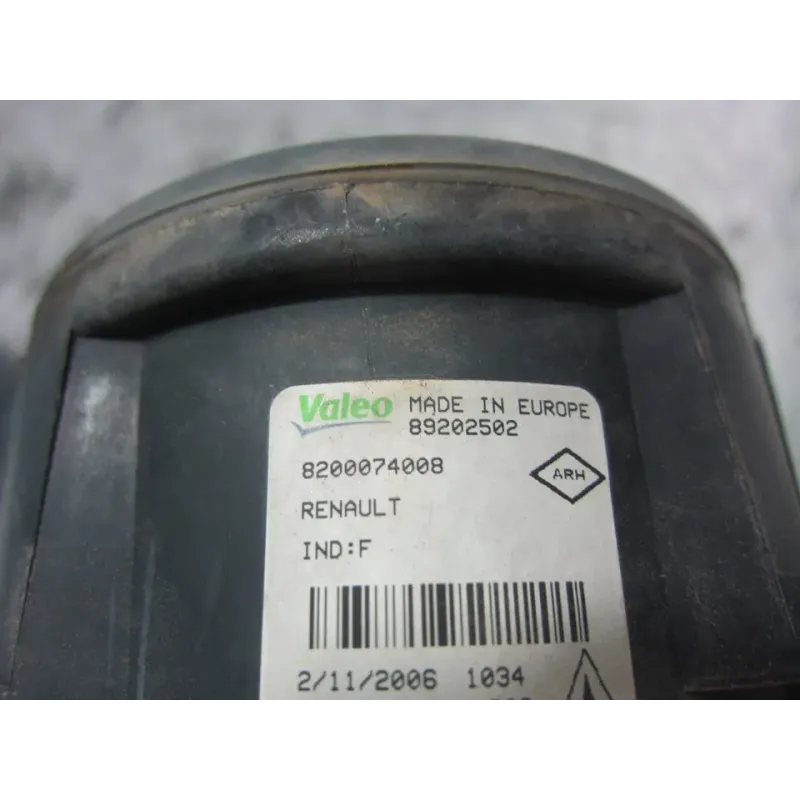 Valeo MADE IN EUROPE
89202502
8200074008
ARH
RENAULT
IND:F
2/11/2006 1034